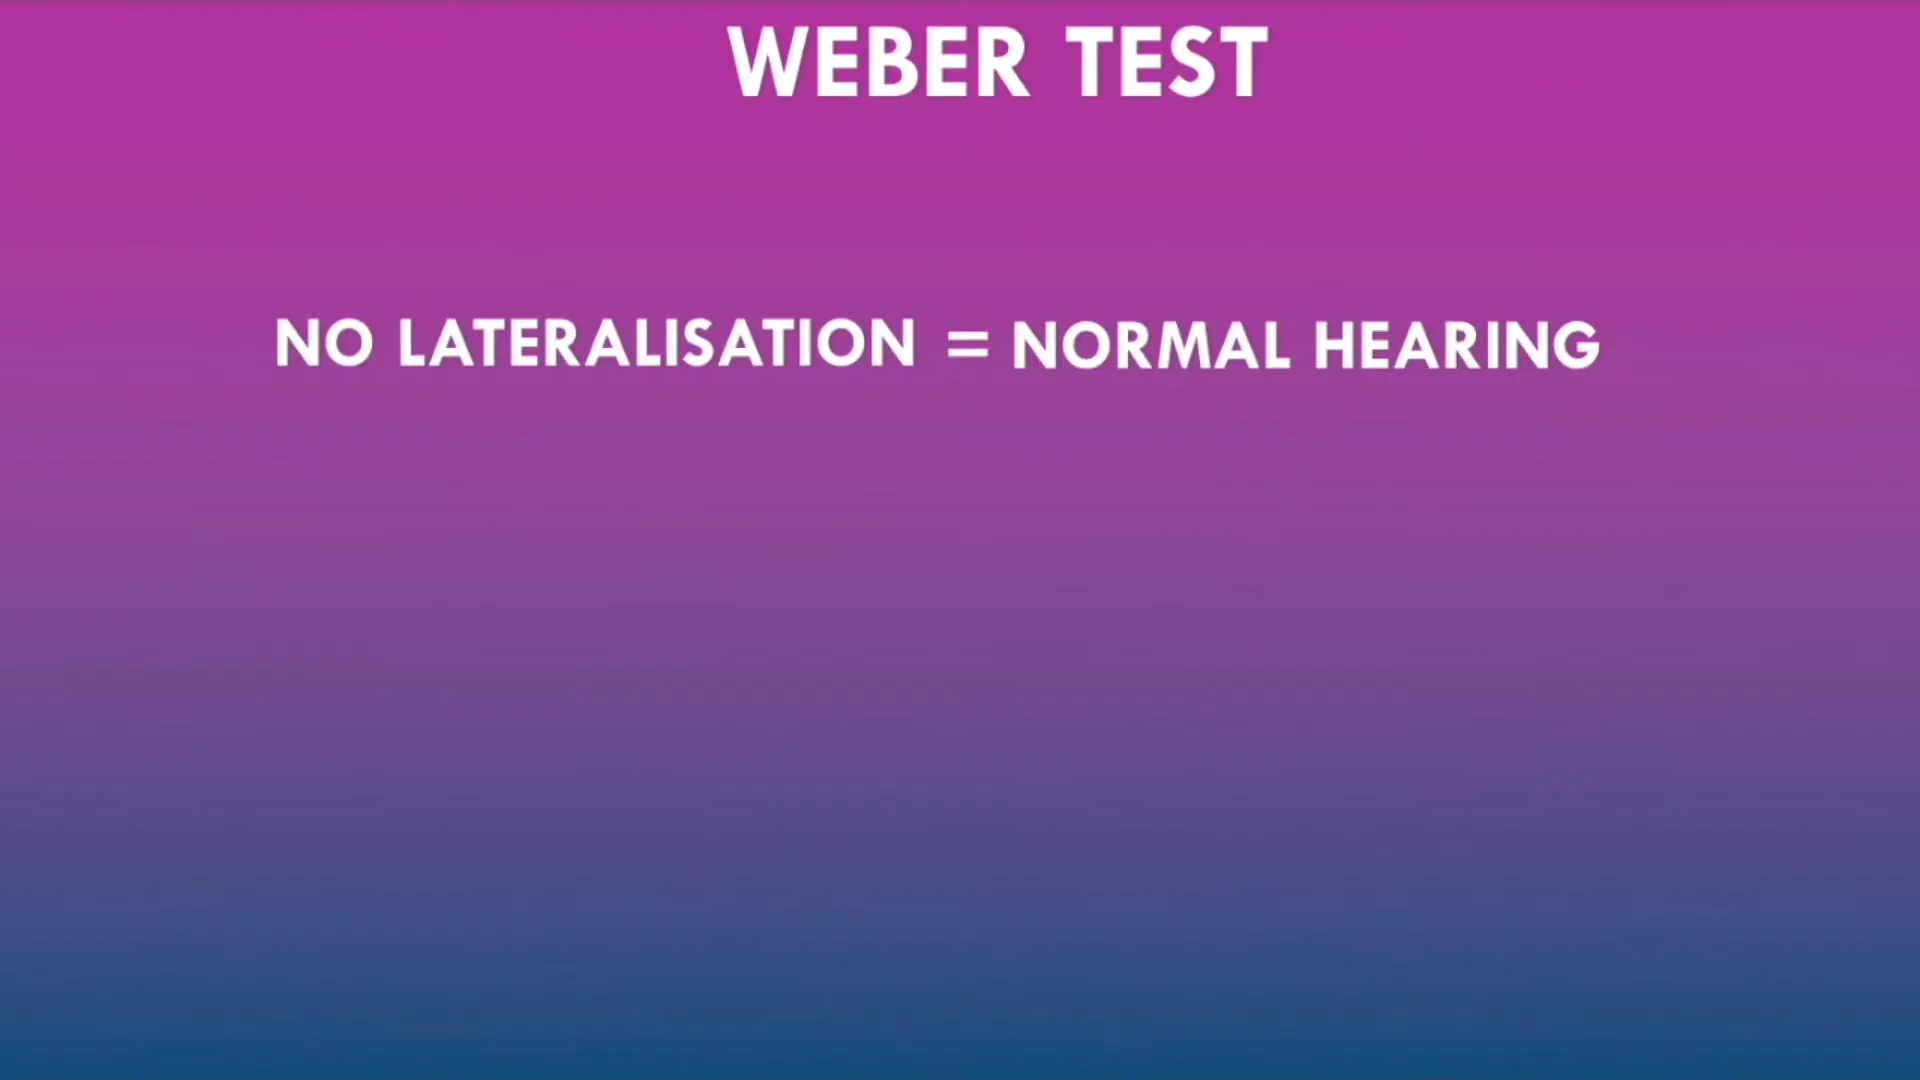 WEBER TEST
NO LATERALISATION = NORMAL HEARING